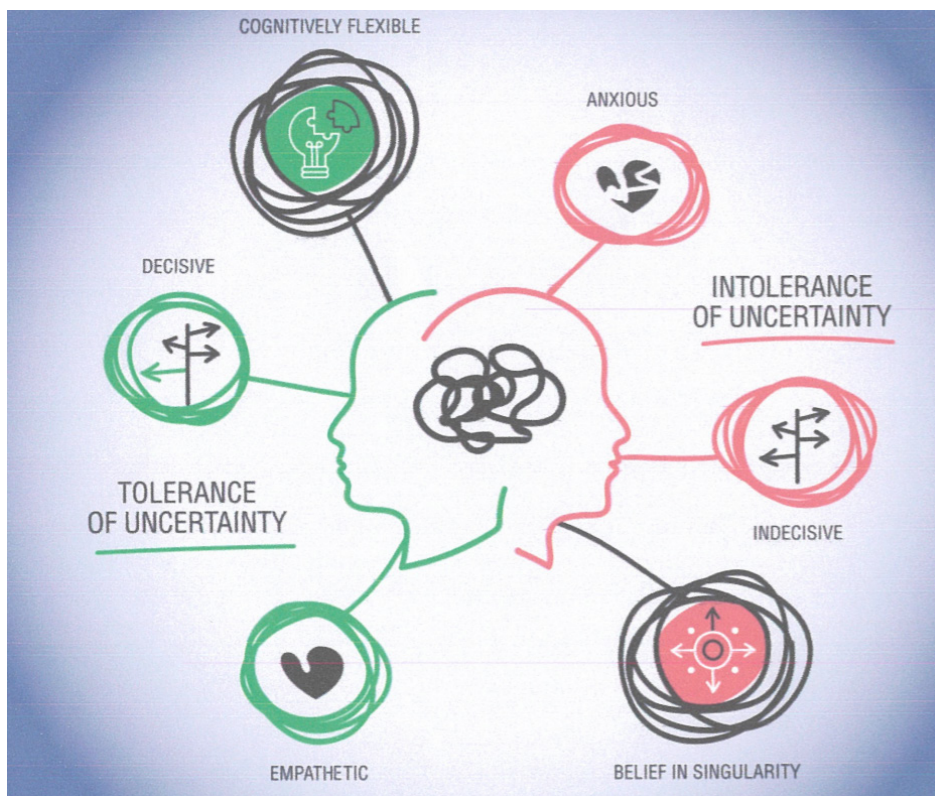 COGNITIVELY FLEXIBLE
ANXIOUS
DECISIVE
INTOLERANCE
OF UNCERTAINTY
TOLERANCE
OF UNCERTAINTY
INDECISIVE
EMPATHETIC
BELIEF IN SINGULARITY